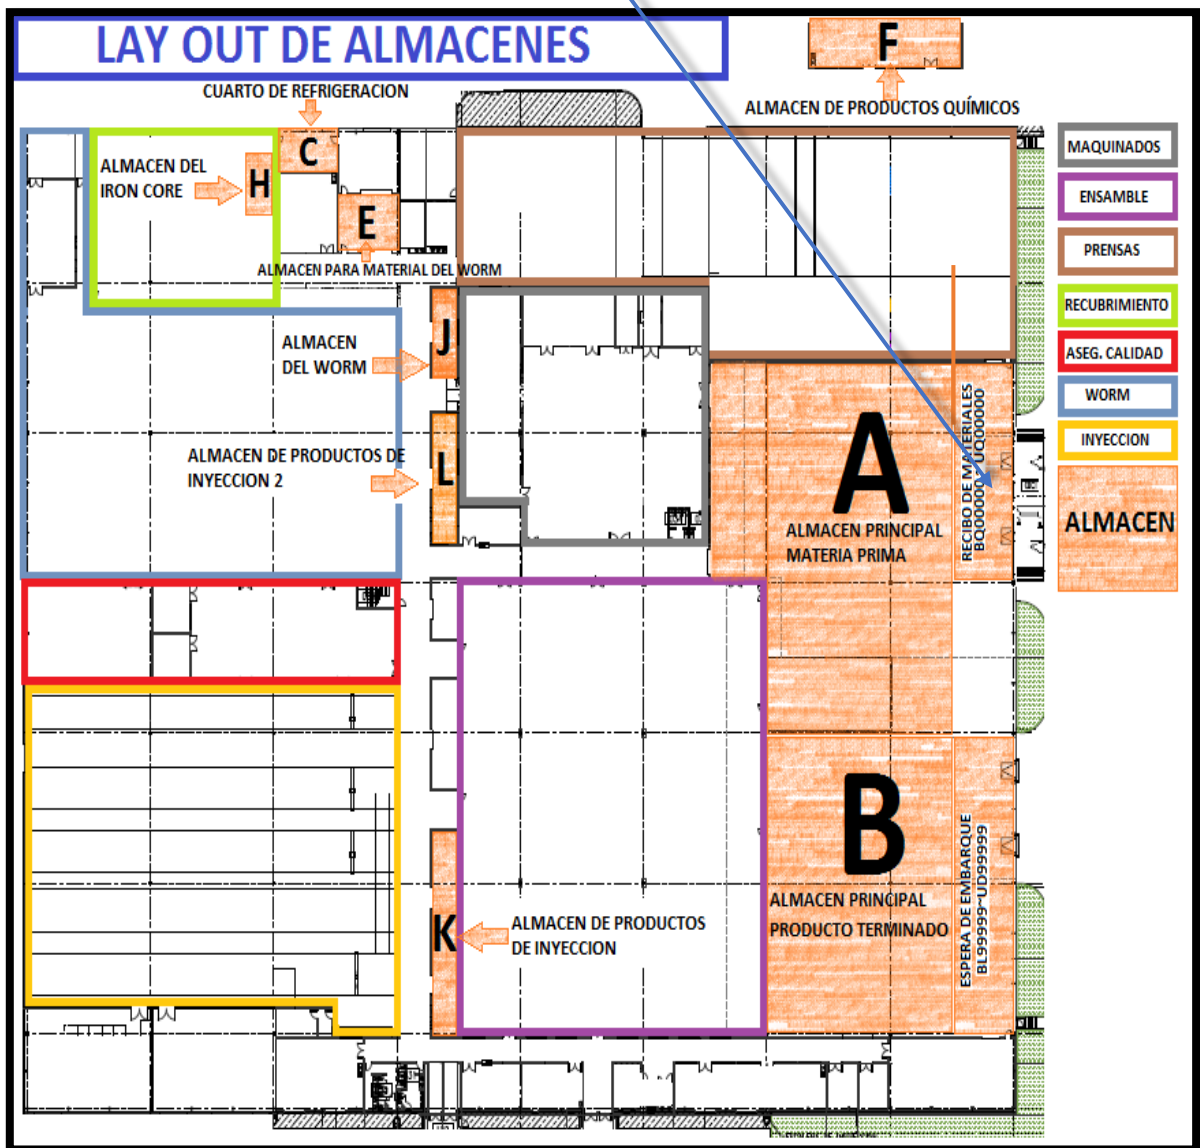 LAY OUT DE ALMACENES
F
CUARTO DE REFRIGERACION
ALMACEN DE PRODUCTOS QUÍMICOS
C
ALMACEN DEL
IRON CORE
H
E
ALMACEN PARA MATERIAL DEL WORM
MAQUINADOS
ENSAMBLE
PRENSAS
RECUBRIMIENTO
ASEG. CALIDAD
WORM
INYECCION
ALMACEN
ALMACEN
DEL WORM
J
ALMACEN DE PRODUCTOS DE
INYECCION 2
L
A
ALMACEN PRINCIPAL
MATERIA PRIMA
RECIBO DE MATERIALES
B
ALMACEN PRINCIPAL
PRODUCTO TERMINADO
ESPERA DE EMBARQUE
BL99999~UD99999
K
ALMACEN DE PRODUCTOS
DE INYECCION